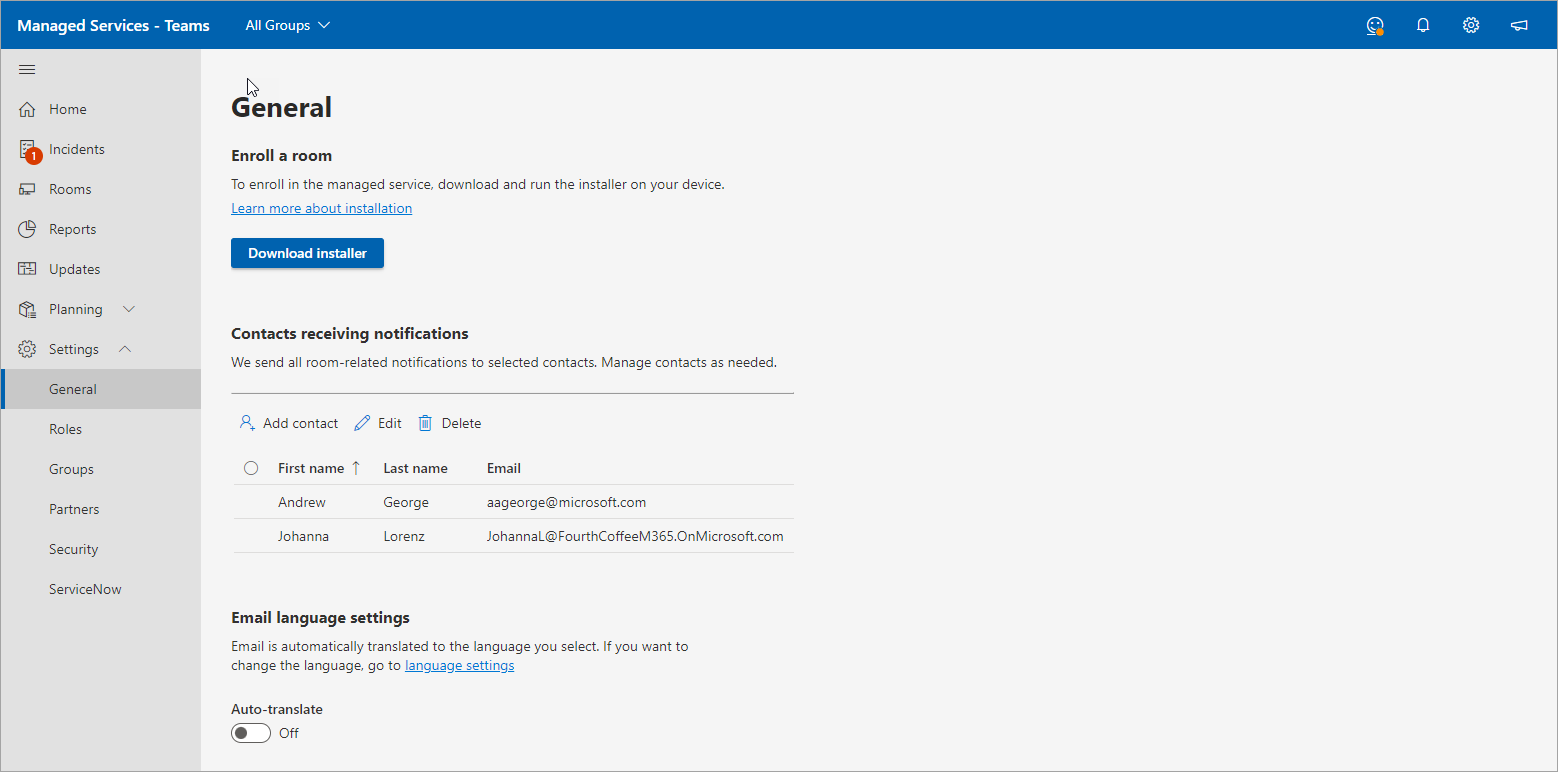 Managed Services - Teams
All Groups
Home
1
Incidents
Rooms
Reports
Updates
Planning
Settings
General
Roles
Groups
Partners
Security
ServiceNow
General
Enroll a room
To enroll in the managed service, download and run the installer on your device.
Learn more about installation
Download installer
Contacts receiving notifications
We send all room-related notifications to selected contacts. Manage contacts as needed.
Add contact Edit Delete
First name Last name Email
Andrew George aageorge@microsoft.com
Johanna Lorenz JohannaL@FourthCoffeeM365.OnMicrosoft.com
Email language settings
Email is automatically translated to the language you select. If you want to
change the language, go to language settings
Auto-translate
Off